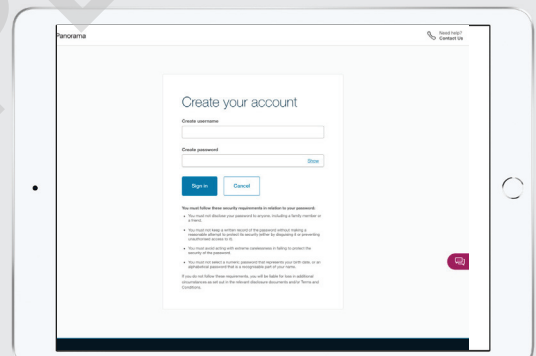 Panorama
Need help?
Contact Us
Create your account
Create username
Create password
Show
Sign in
Cancel
You must follow these security requirements in relation to your password:
• You must not disclose your password to anyone, including a family member or
a friend.
• You must not keep a written record of the password without making a
reasonable attempt to protect its security either by disguising it or preventing
unauthorised access to it.
• You must avoid acting with extreme carelessness in failing to protect the
security of the password.
• You must not select a numeric password that represents your birth date, or an
alphabetical password that is a recognisable part of your name.
If you do not follow these requirements, you will be liable for loss in additional
circumstances as set out in the relevant disclosure documents and/or Terms and
Conditions.